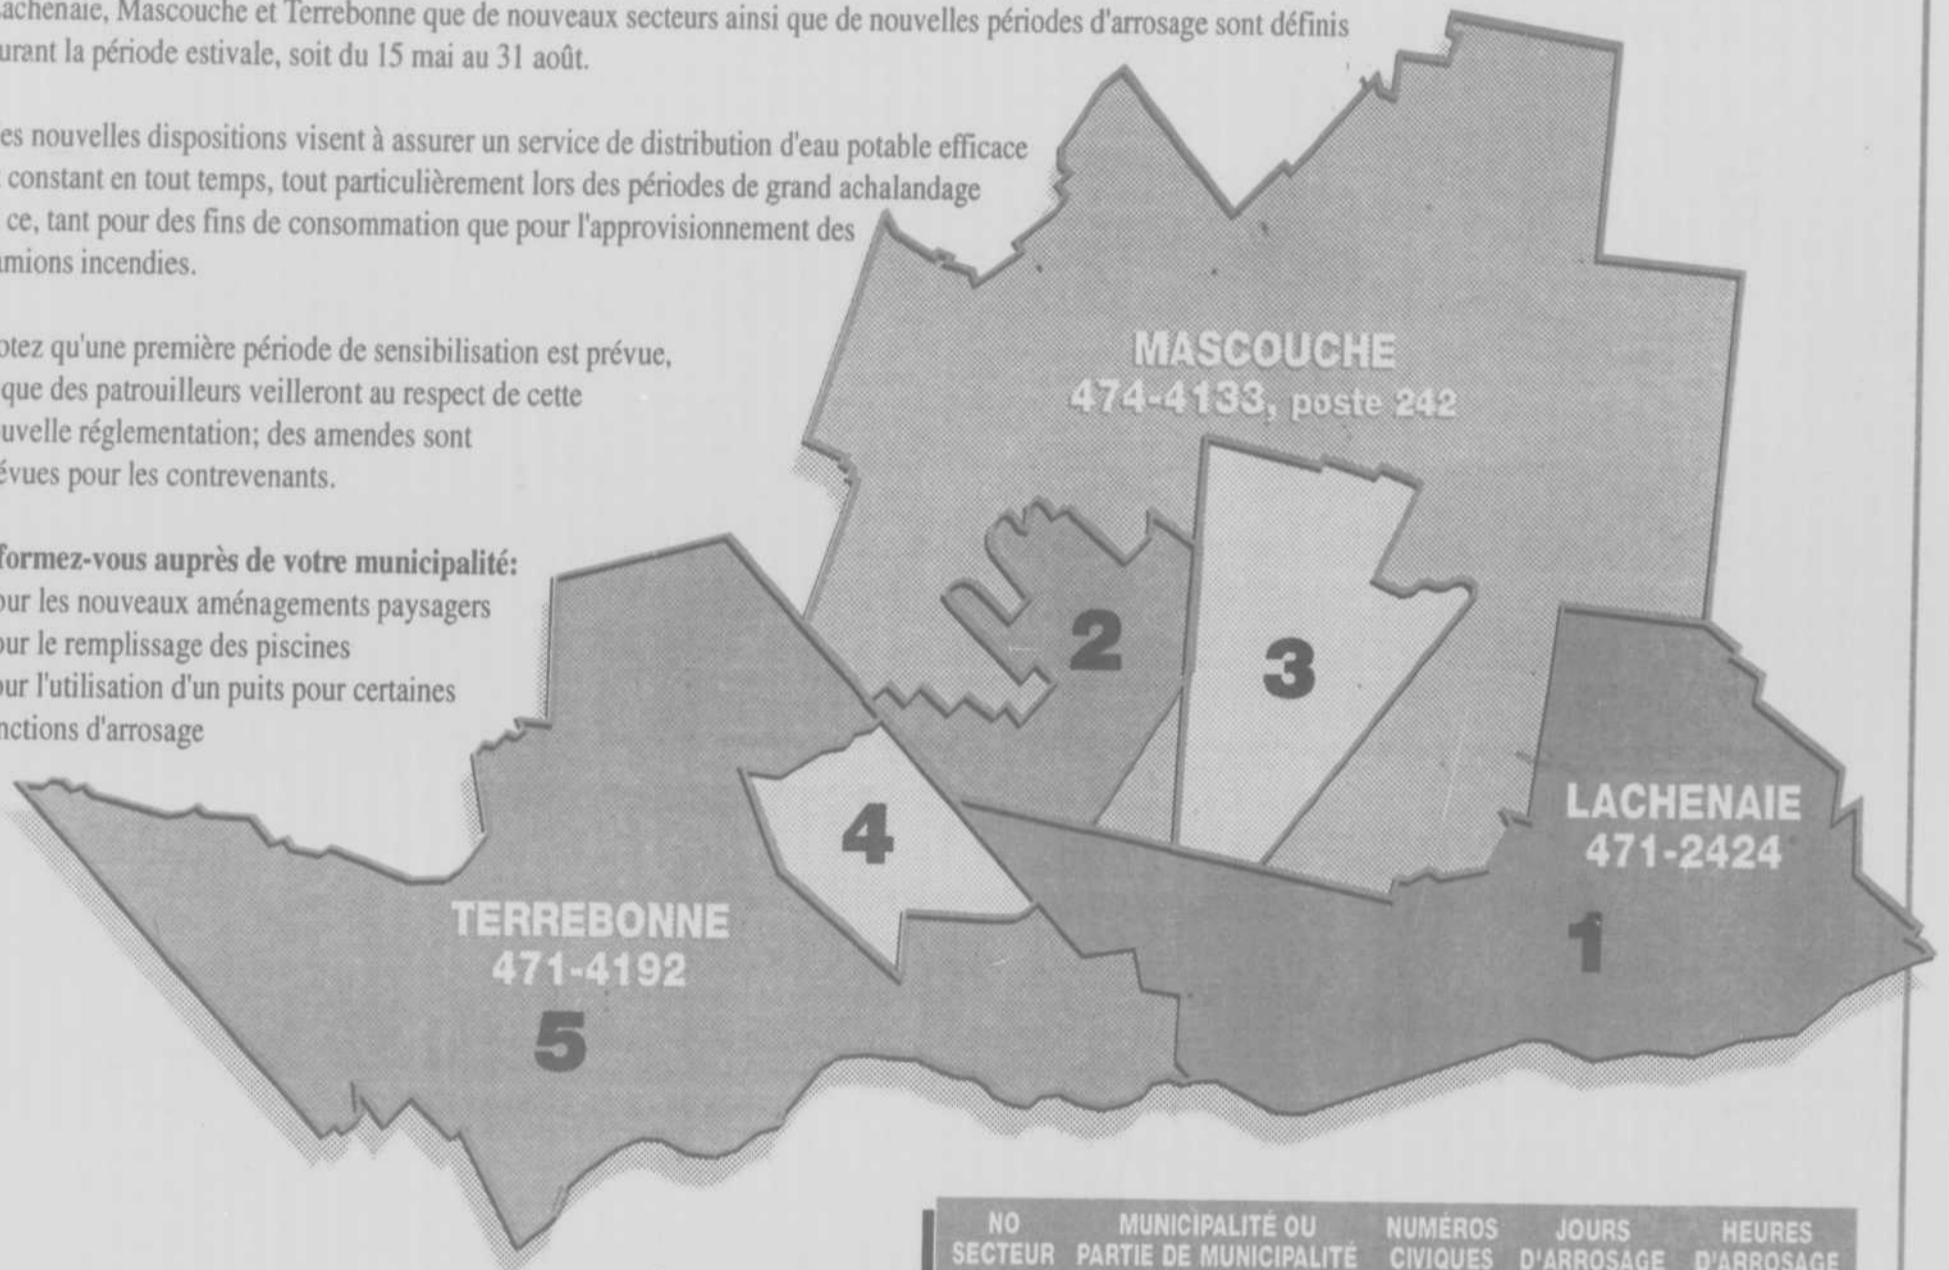 achenaie, Mascouche et Terrebonne que de nouveaux secteurs ainsi que de nouvelles périodes d'arrosage sont définis
urant la période estivale, soit du 15 mai au 31 août.
es nouvelles dispositions visent à assurer un service de distribution d'eau potable efficace
constant en tout temps, tout particulièrement lors des périodes de grand achalandage
ce, tant pour des fins de consommation que pour l'approvisionnement des
mions incendies.
otez qu'une première période de sensibilisation est prévue,
que des patrouilleurs veilleront au respect de cette
uvelle réglementation; des amendes sont
évues pour les contrevenants.
formez-vous auprès de votre municipalité:
our les nouveaux aménagements paysagers
our le remplissage des piscines
our l'utilisation d'un puits pour certaines
nctions d'arrosage
MASCOUCHE
474-4133, poste 242
2
3
LACHENAIE
471-2424
1
4
TERREBONNE
471-4192
5
NO SECTEUR
MUNICIPALITÉ OU PARTIE DE MUNICIPALITÉ
NUMÉROS CIVIQUES
JOURS D'ARROSAGE
HEURES D'ARROSAGE